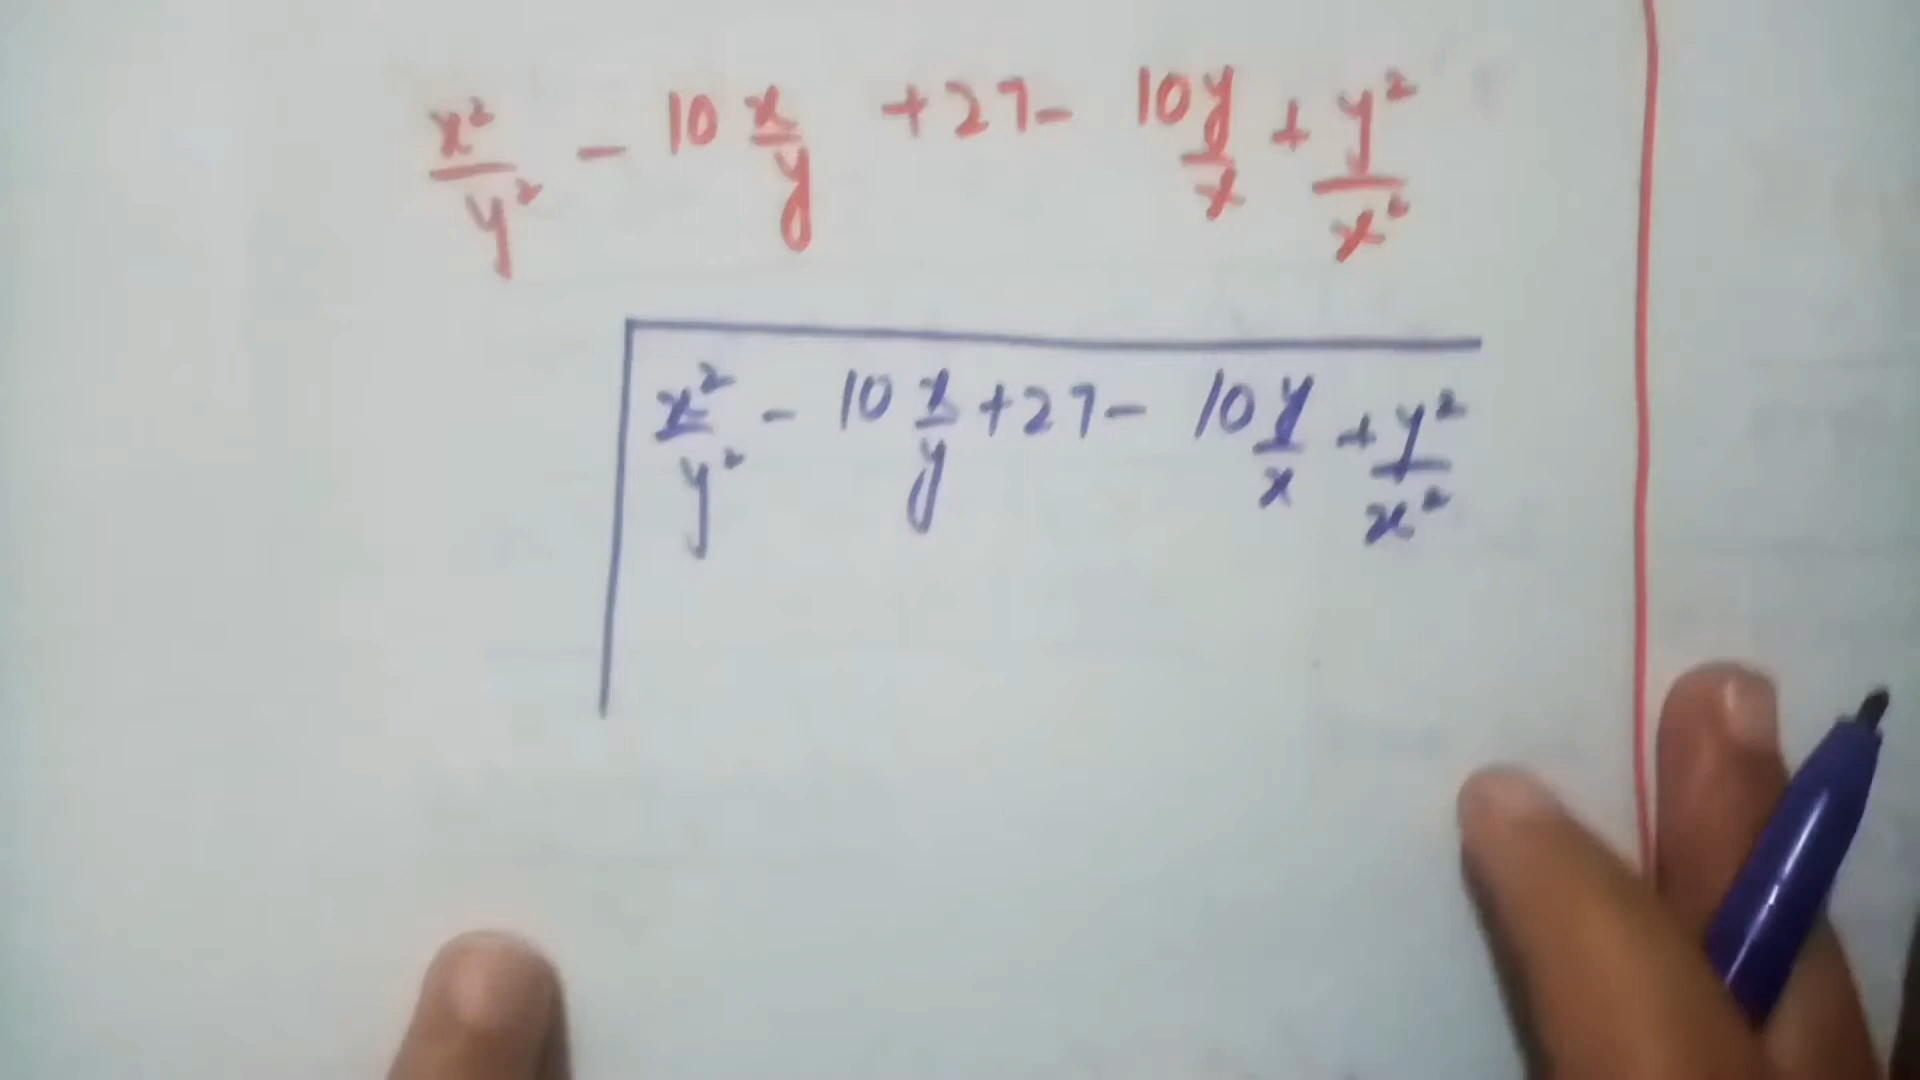 x²/y² - 10 x/y + 27 - 10 y/x + y²/x²
x²/y² - 10 x/y + 27 - 10 y/x + y²/x²